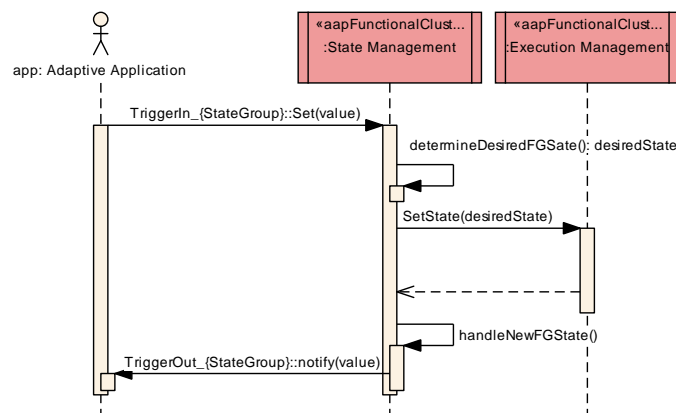 «aapFunctionalClust...
:State Management
«aapFunctionalClust...
:Execution Management
app: Adaptive Application
TriggerIn_{StateGroup}::Set(value)
determineDesiredFGSate(): desiredState
SetState(desiredState)
handleNewFGState()
TriggerOut_{StateGroup}::notify(value)